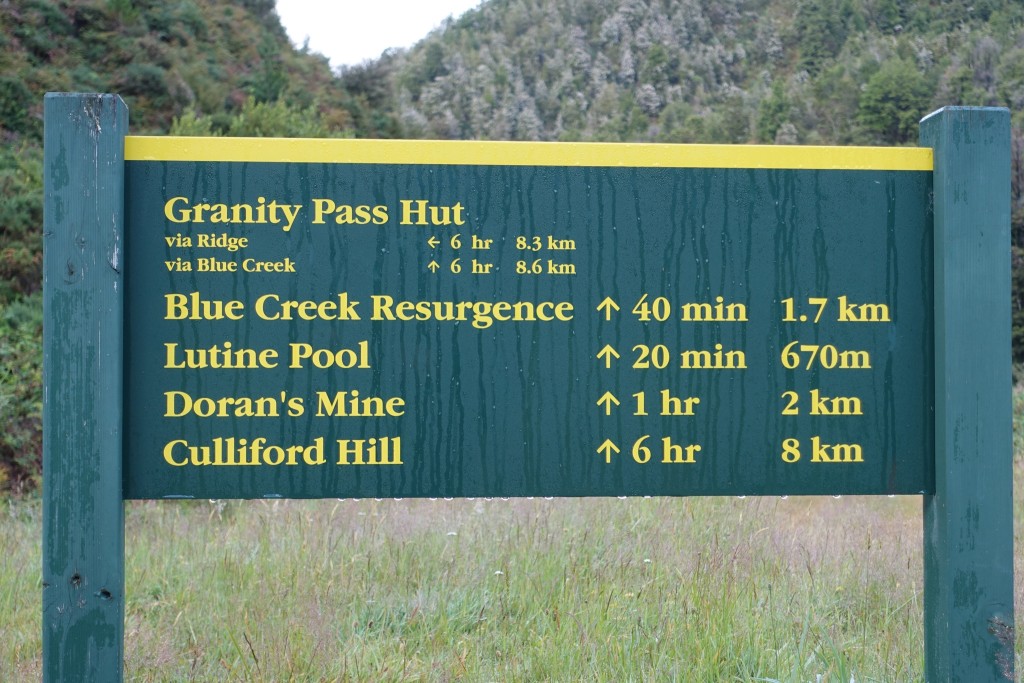 Granity Pass Hut
via Ridge ← 6 hr 8.3 km
via Blue Creek ↑ 6 hr 8.6 km
Blue Creek Resurgence ↑ 40 min 1.7 km
Lutine Pool ↑ 20 min 670m
Doran's Mine ↑ 1 hr 2 km
Culliford Hill ↑ 6 hr 8 km